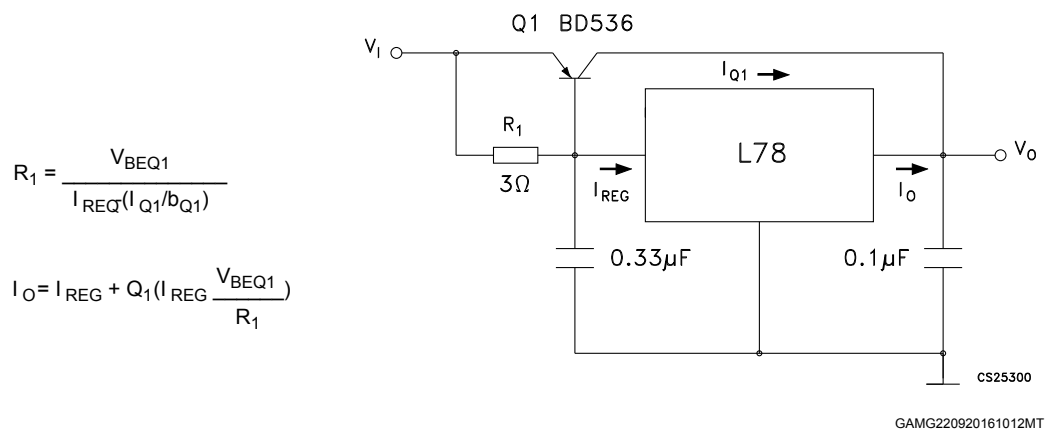 Q1 BD536
V_I
I_Q1
R_1
L78
V_O
3Ω
I_REG
I_O
0.33µF
0.1µF
R_1 = V_BEQ1 / I_REQ-(I_Q1/b_Q1)
I_O = I_REG + Q_1(I_REG V_BEQ1 / R_1)
CS25300
GAMG220920161012MT